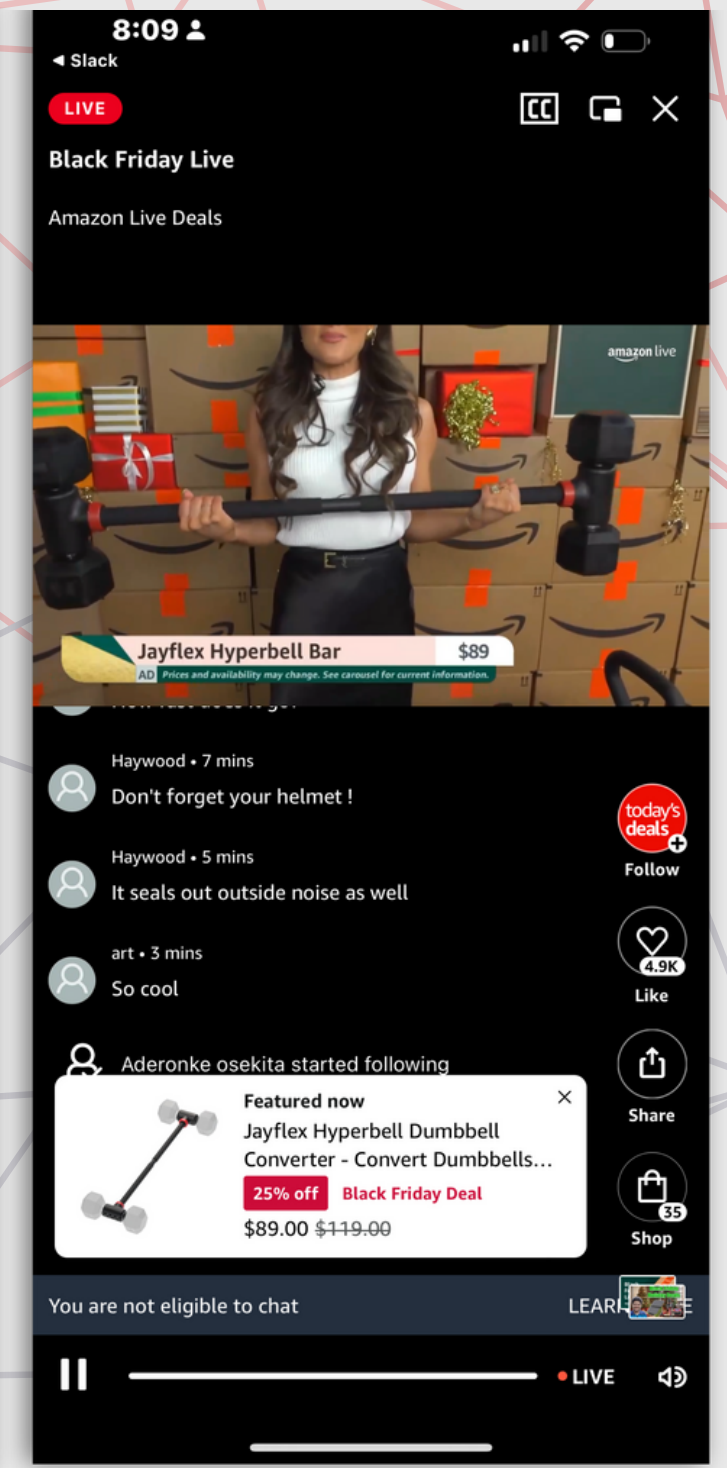 8:09
◀ Slack
LIVE
CC
Black Friday Live
Amazon Live Deals
amazon live
Jayflex Hyperbell Bar $89
AD Prices and availability may change. See carousel for current information.
Haywood • 7 mins
Don't forget your helmet !
Haywood • 5 mins
It seals out outside noise as well
art • 3 mins
So cool
Aderonke osekita started following
today's
deals
Follow
4.9K
Like
Share
35
Shop
Featured now
Jayflex Hyperbell Dumbbell
Converter - Convert Dumbbells...
25% off Black Friday Deal
$89.00 $119.00
You are not eligible to chat
LIVE